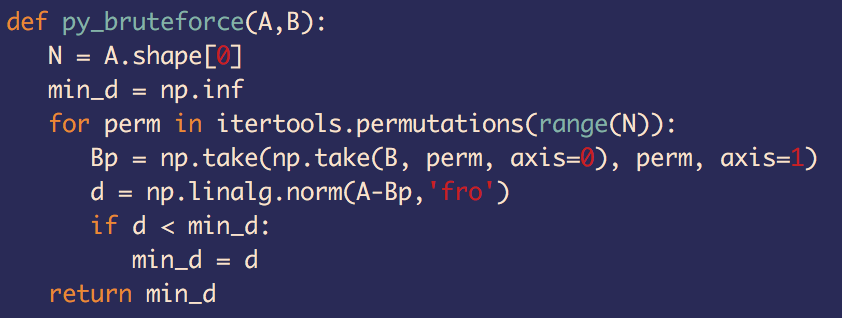 def py_bruteforce(A,B):
   N = A.shape[0]
   min_d = np.inf
   for perm in itertools.permutations(range(N)):
      Bp = np.take(np.take(B, perm, axis=0), perm, axis=1)
      d = np.linalg.norm(A-Bp,'fro')
      if d < min_d:
         min_d = d
   return min_d